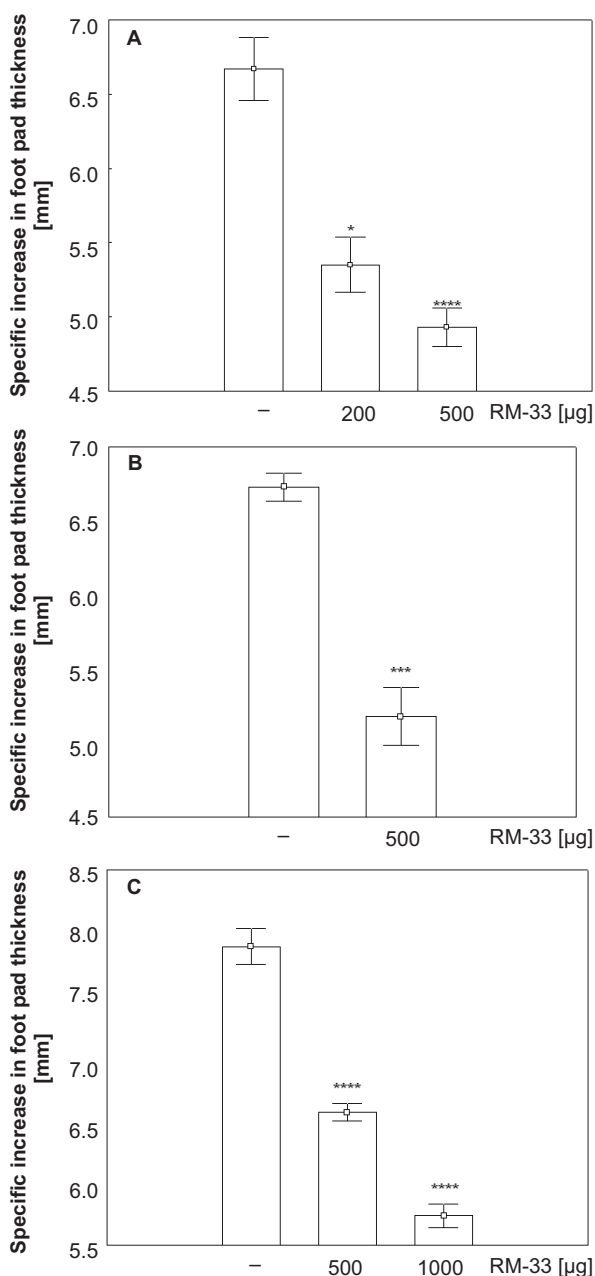 Specific increase in foot pad thickness
[mm]
A
7.0
6.5
6.0
5.5
5.0
4.5
*
****
– 200 500 RM-33 [µg]
Specific increase in foot pad thickness
[mm]
B
7.0
6.5
6.0
5.5
5.0
4.5
***
– 500 RM-33 [µg]
Specific increase in foot pad thickness
[mm]
C
8.5
8.0
7.5
7.0
6.5
6.0
5.5
****
****
– 500 1000 RM-33 [µg]